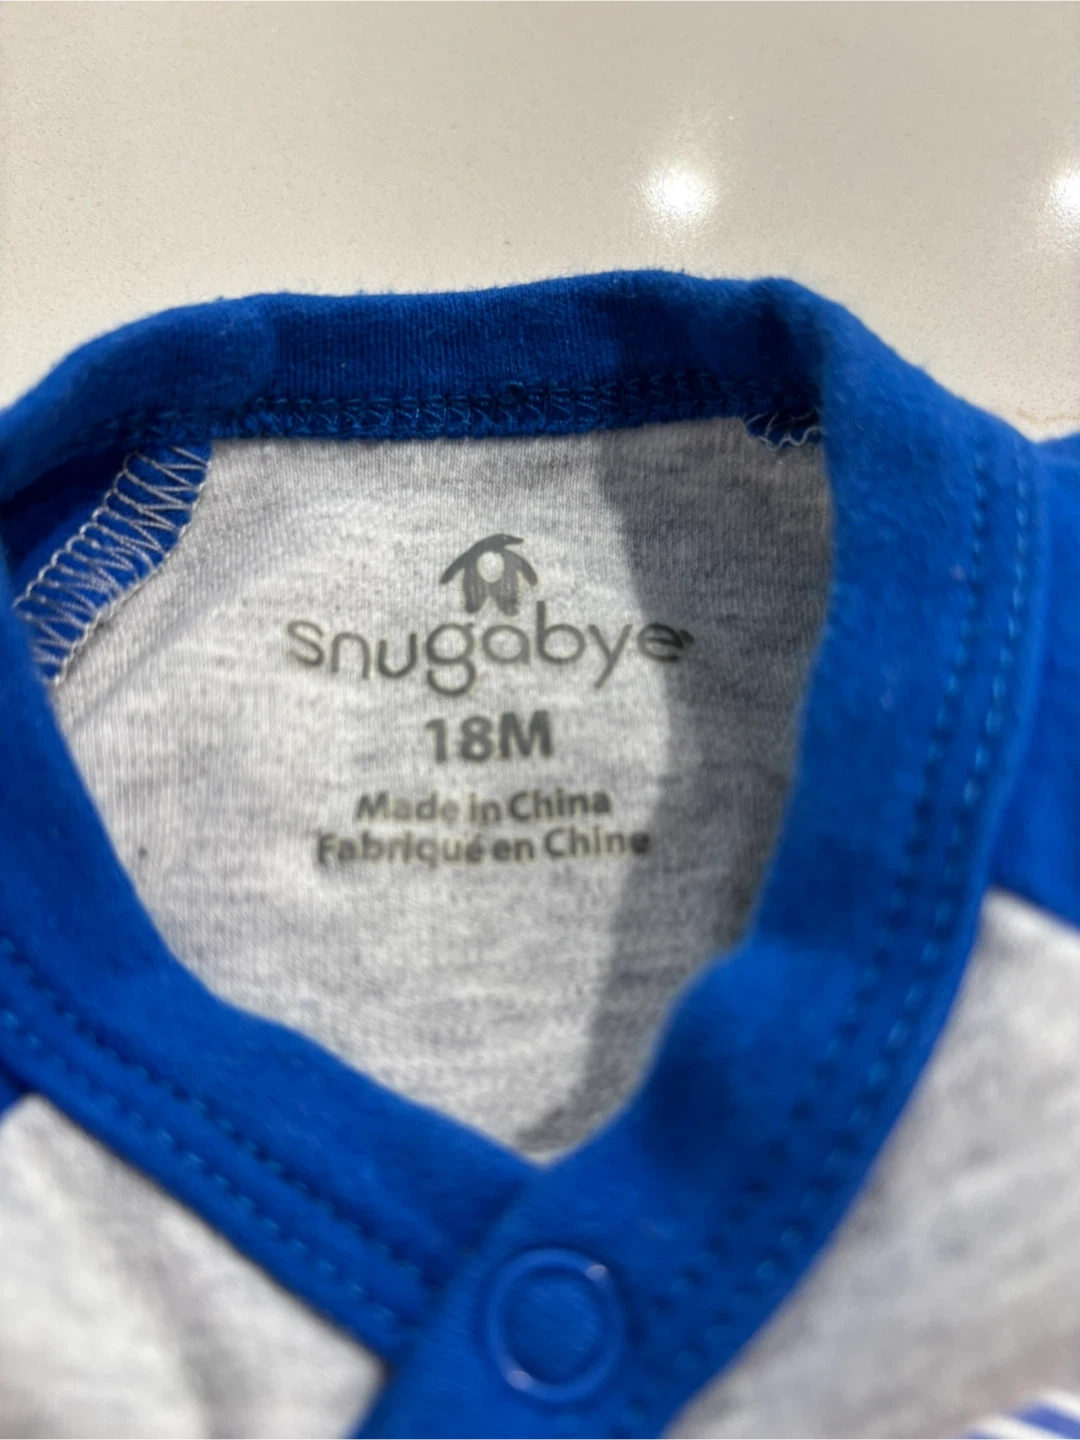 snugabye
18M
Made in China
Fabriqué en Chine